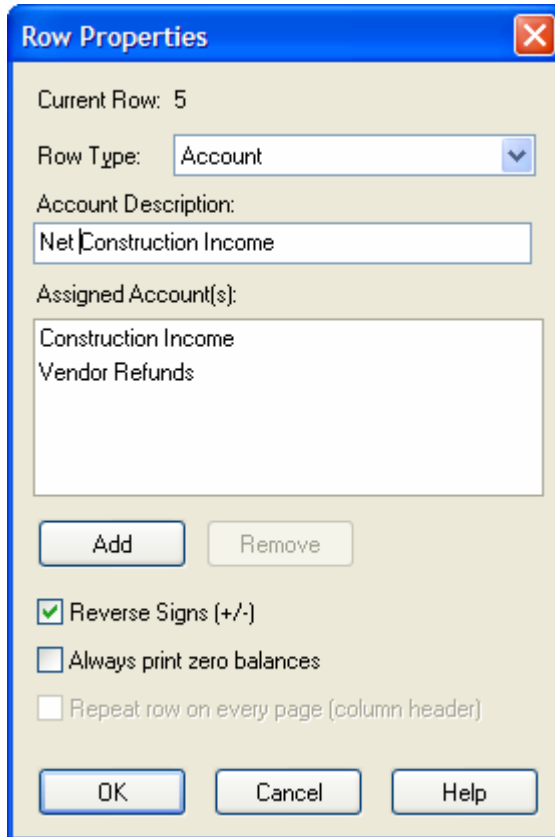 Row Properties
Current Row: 5
Row Type: Account
Account Description:
Net Construction Income
Assigned Account(s):
Construction Income
Vendor Refunds
Add Remove
Reverse Signs (+/-)
Always print zero balances
Repeat row on every page (column header)
OK Cancel Help